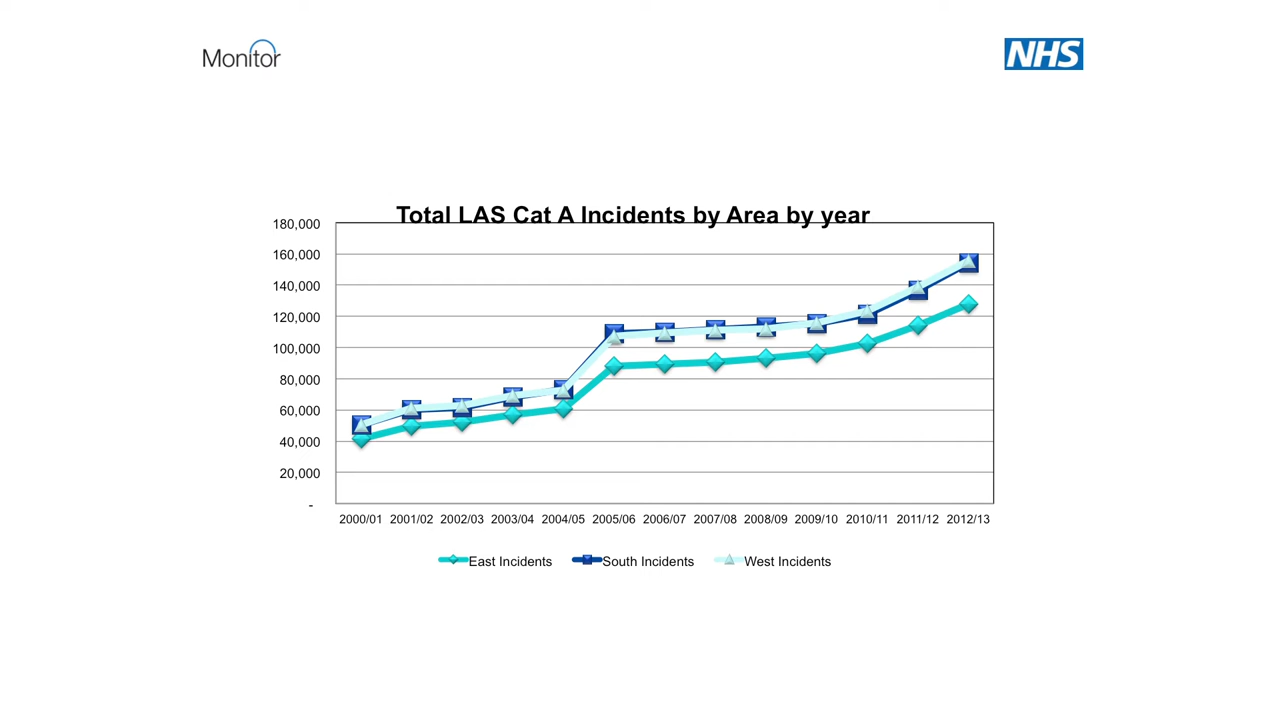 Monitor
NHS
Total LAS Cat A Incidents by Area by year
180,000
160,000
140,000
120,000
100,000
80,000
60,000
40,000
20,000
-
2000/01 2001/02 2002/03 2003/04 2004/05 2005/06 2006/07 2007/08 2008/09 2009/10 2010/11 2011/12 2012/13
East Incidents South Incidents West Incidents